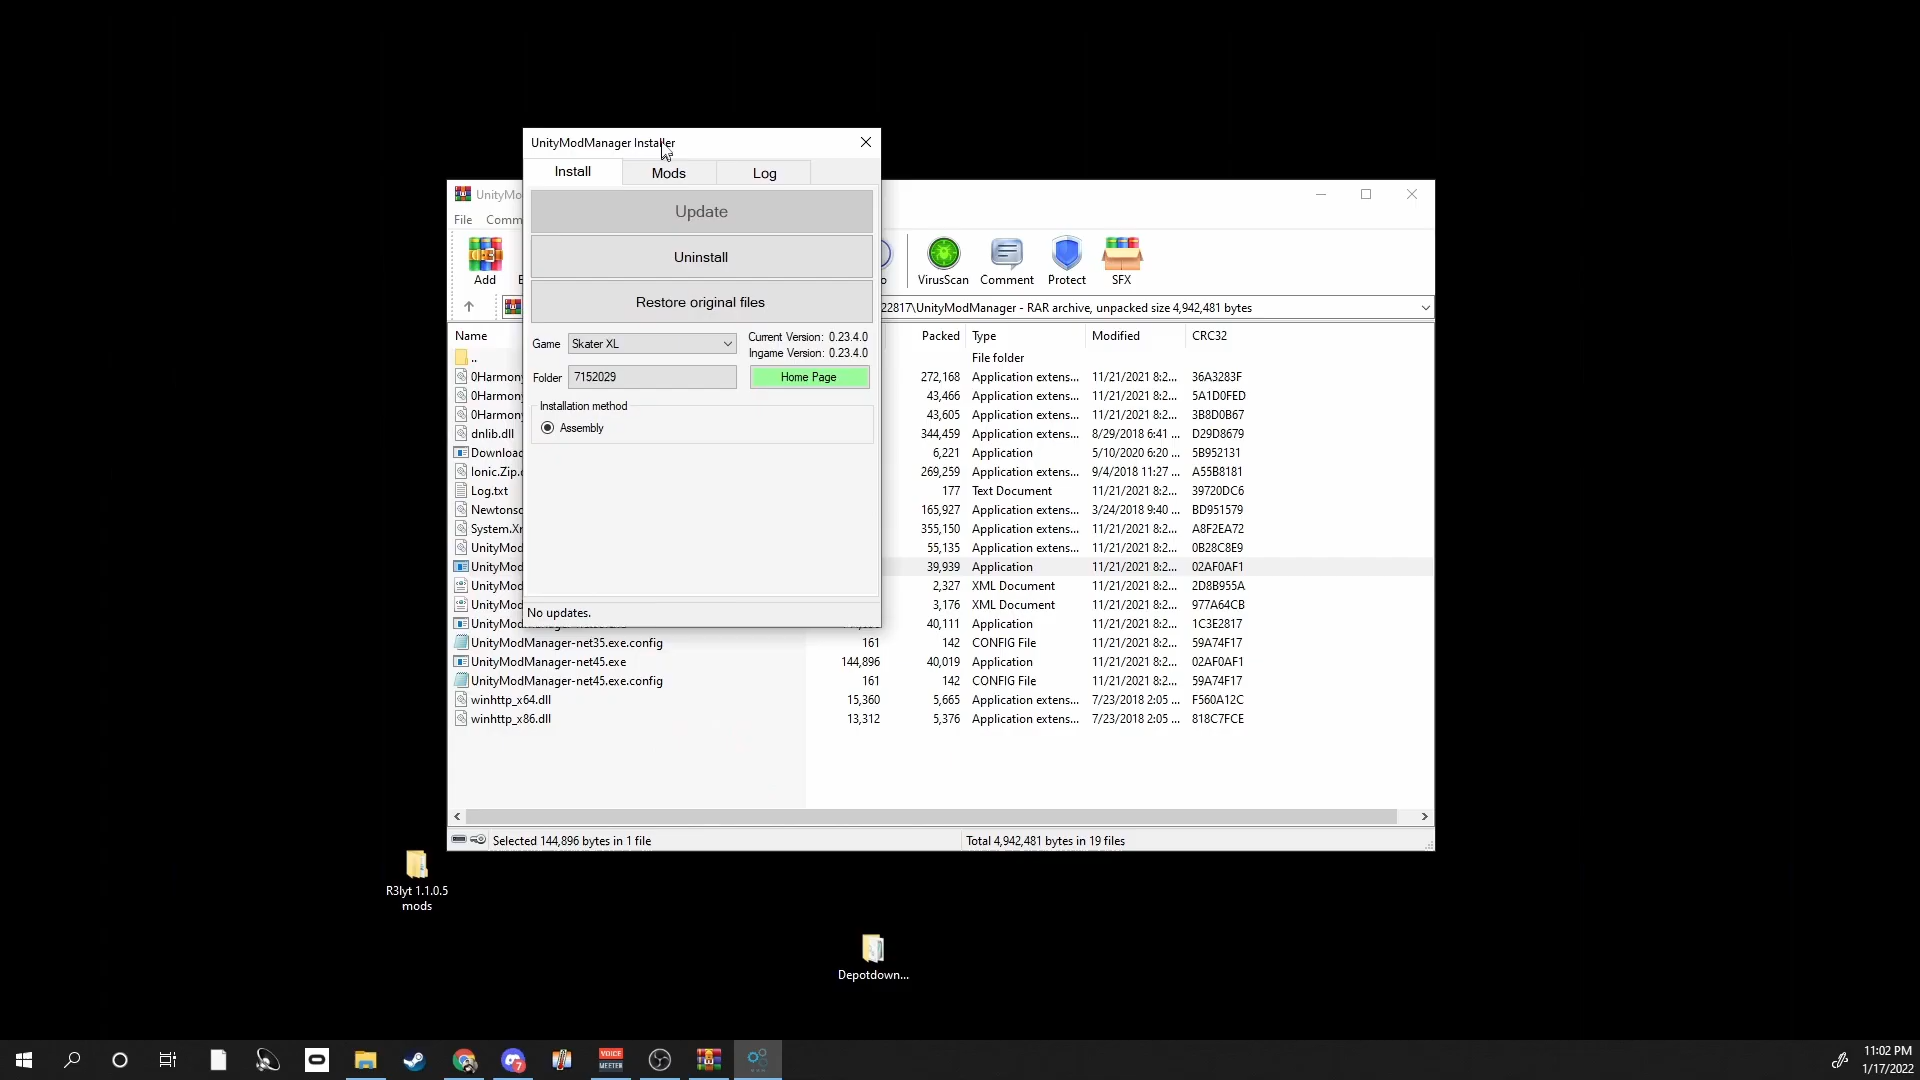 UnityModManager Installer
Install
Mods
Log
Update
Uninstall
Restore original files
Game
Skater XL
Current Version: 0.23.4.0
Ingame Version: 0.23.4.0
Folder
7152029
Home Page
Installation method
Assembly
No updates.
UnityMo
File Comm
Add
VirusScan
Comment
Protect
SFX
22817\UnityModManager - RAR archive, unpacked size 4,942,481 bytes
Name Packed Type Modified CRC32
.. File folder
0Harmony 272,168 Application extens... 11/21/2021 8:2... 36A3283F
0Harmony 43,466 Application extens... 11/21/2021 8:2... 5A1D0FED
0Harmony 43,605 Application extens... 11/21/2021 8:2... 3B8D0B67
dnlib.dll 344,459 Application extens... 8/29/2018 6:41 ... D29D8679
Downloa 6,221 Application 5/10/2020 6:20 ... 5B952131
Ionic.Zip. 269,259 Application extens... 9/4/2018 11:27 ... A55B8181
Log.txt 177 Text Document 11/21/2021 8:2... 39720DC6
Newtonso 165,927 Application extens... 3/24/2018 9:40 ... BD951579
System.X 355,150 Application extens... 11/21/2021 8:2... A8F2EA72
UnityMod 55,135 Application extens... 11/21/2021 8:2... 0B28C8E9
UnityMod 39,939 Application 11/21/2021 8:2... 02AF0AF1
UnityMod 2,327 XML Document 11/21/2021 8:2... 2D8B955A
UnityMod 3,176 XML Document 11/21/2021 8:2... 977A64CB
40,111 Application 11/21/2021 8:2... 1C3E2817
UnityModManager-net35.exe.config 161 142 CONFIG File 11/21/2021 8:2... 59A74F17
UnityModManager-net45.exe 144,896 40,019 Application 11/21/2021 8:2... 02AF0AF1
UnityModManager-net45.exe.config 161 142 CONFIG File 11/21/2021 8:2... 59A74F17
winhttp_x64.dll 15,360 5,665 Application extens... 7/23/2018 2:05 ... F560A12C
winhttp_x86.dll 13,312 5,376 Application extens... 7/23/2018 2:05 ... 818C7FCE
Selected 144,896 bytes in 1 file
Total 4,942,481 bytes in 19 files
R3lyt 1.1.0.5
mods
Depotdown...
VOICE
MEETER
7
11:02 PM
1/17/2022